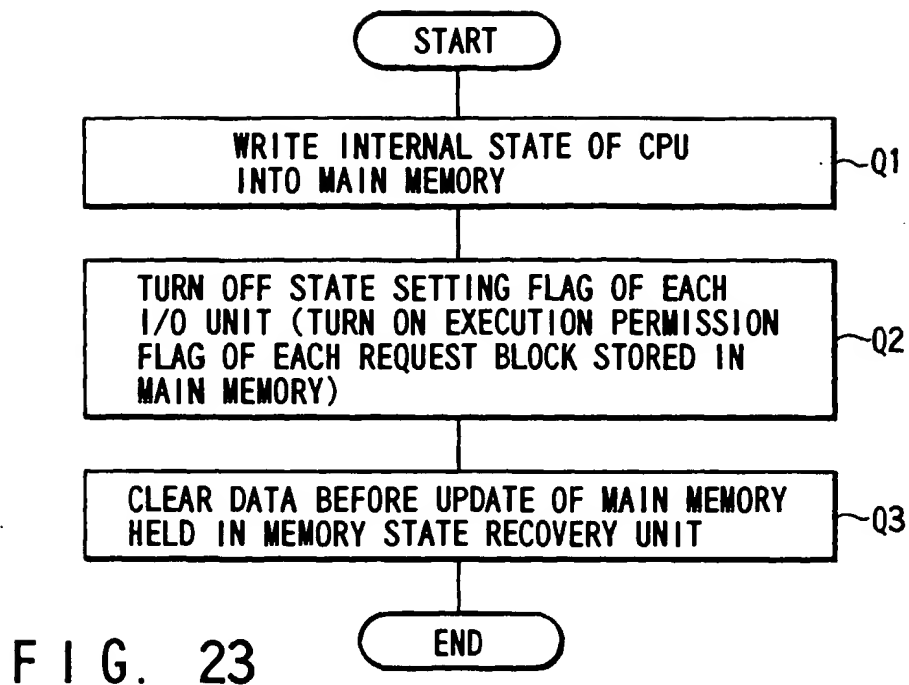 START
WRITE INTERNAL STATE OF CPU
INTO MAIN MEMORY
Q1
TURN OFF STATE SETTING FLAG OF EACH
I/O UNIT (TURN ON EXECUTION PERMISSION
FLAG OF EACH REQUEST BLOCK STORED IN
MAIN MEMORY)
Q2
CLEAR DATA BEFORE UPDATE OF MAIN MEMORY
HELD IN MEMORY STATE RECOVERY UNIT
Q3
END
FIG. 23